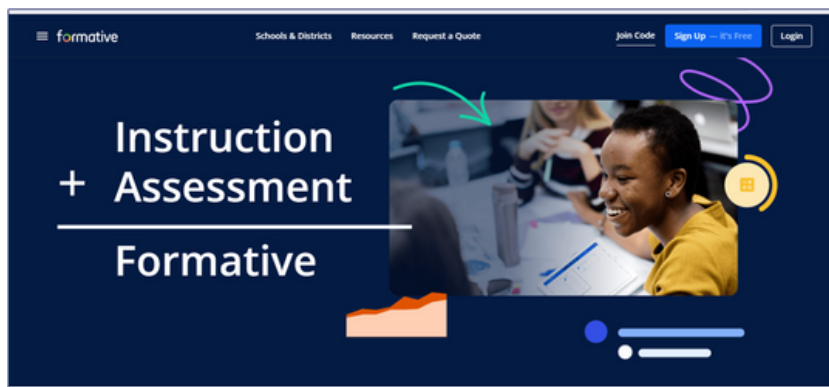 formative
Schools & Districts Resources Request a Quote
Join Code Sign Up — it's Free Login
Instruction
+ Assessment
Formative